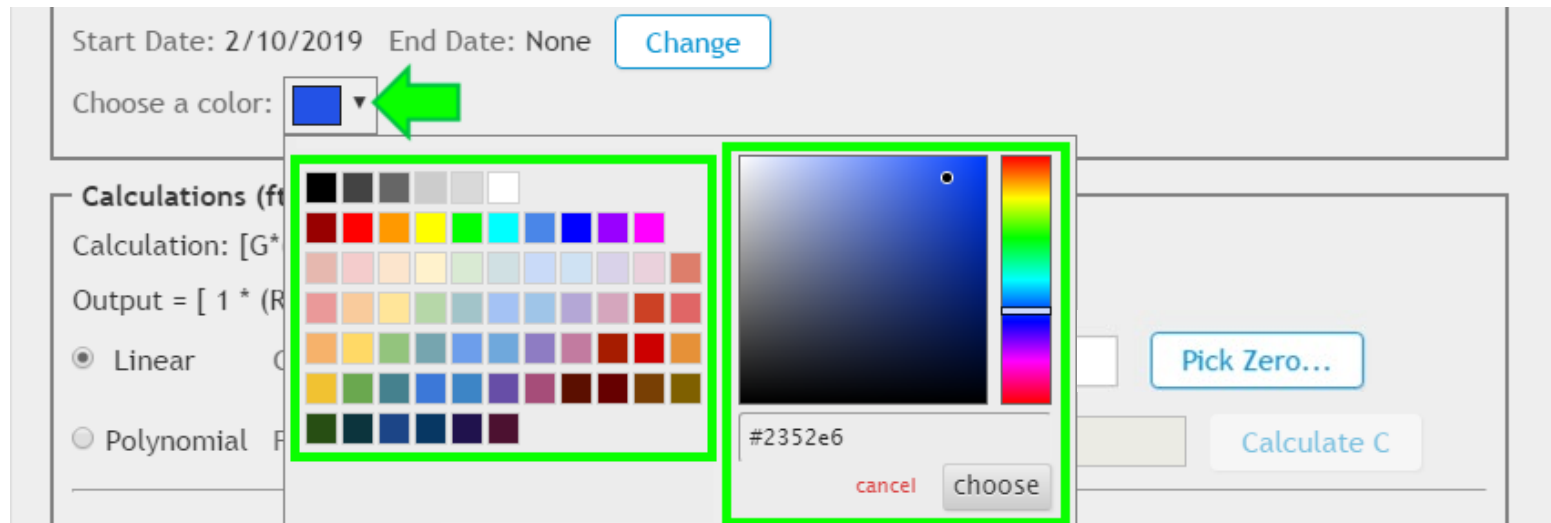 Start Date: 2/10/2019 End Date: None Change
Choose a color:
Calculations (ft
Calculation: [G*
Output = [ 1 * (R
Linear Pick Zero...
#2352e6
Polynomial Calculate C
cancel choose